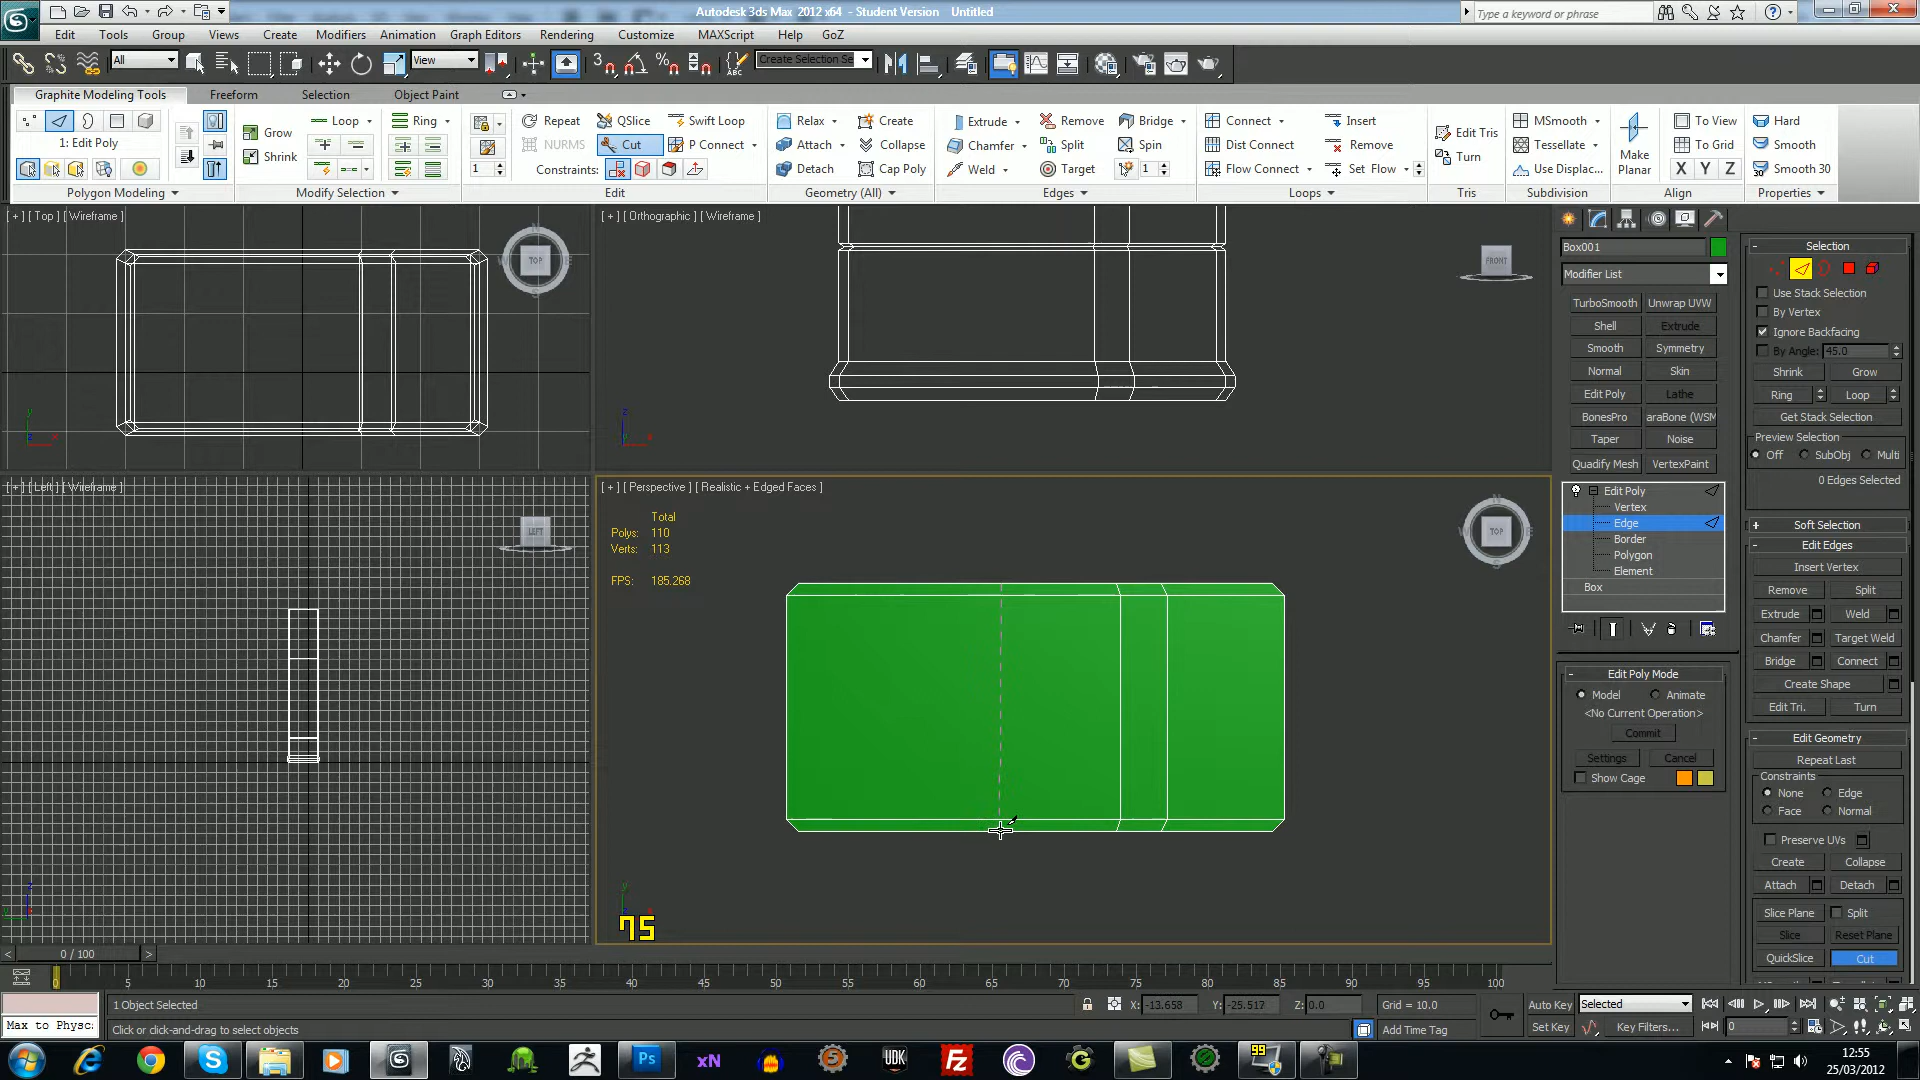 Autodesk 3ds Max 2012 x64 - Student Version Untitled
Type a keyword or phrase
Edit Tools Group Views Create Modifiers Animation Graph Editors Rendering Customize MAXScript Help GoZ
All View Create Selection Se
Graphite Modeling Tools Freeform Selection Object Paint
Loop Ring Repeat QSlice Swift Loop Relax Create Extrude Remove Bridge Connect Insert To View Hard
1: Edit Poly Grow NURMS Cut P Connect Attach Collapse Chamfer Split Spin Dist Connect Remove Edit Tris MSmooth Tessellate Make Planar To Grid Smooth
Shrink 1 Constraints: Detach Cap Poly Weld Target 1 Flow Connect Set Flow Turn Use Displac... X Y Z Smooth 30
Polygon Modeling Modify Selection Edit Geometry (All) Edges Loops Tris Subdivision Align Properties
[ + ] [ Top ] [ Wireframe ]
TOP
[ + ] [ Orthographic ] [ Wireframe ]
FRONT
[ + ] [ Left ] [ Wireframe ]
LEFT
[ + ] [ Perspective ] [ Realistic + Edged Faces ]
TOP
Total
Polys: 110
Verts: 113
FPS: 185.268
75
Box001
Modifier List
TurboSmooth Unwrap UVW
Shell Extrude
Smooth Symmetry
Normal Skin
Edit Poly Lathe
BonesPro araBone (WSM
Taper Noise
Quadify Mesh VertexPaint
Edit Poly
Vertex
Edge
Border
Polygon
Element
Box
Edit Poly Mode
Model Animate
<No Current Operation>
Commit
Settings Cancel
Show Cage
Selection
Use Stack Selection
By Vertex
Ignore Backfacing
By Angle: 45.0
Shrink Grow
Ring Loop
Get Stack Selection
Preview Selection
Off SubObj Multi
0 Edges Selected
Soft Selection
Edit Edges
Insert Vertex
Remove Split
Extrude Weld
Chamfer Target Weld
Bridge Connect
Create Shape
Edit Tri. Turn
Edit Geometry
Repeat Last
Constraints
None Edge
Face Normal
Preserve UVs
Create Collapse
Attach Detach
Slice Plane Split
Slice Reset Plane
QuickSlice Cut
< 0 / 100 >
0 5 10 15 20 25 30 35 40 45 50 55 60 65 70 75 80 85 90 95 100
1 Object Selected X: -13.658 Y: -25.517 Z: 0.0 Grid = 10.0 Auto Key Selected
Max to Physc: Click or click-and-drag to select objects Add Time Tag Set Key Key Filters... 0
Ps xN UDK Fz 99
12:55
25/03/2012